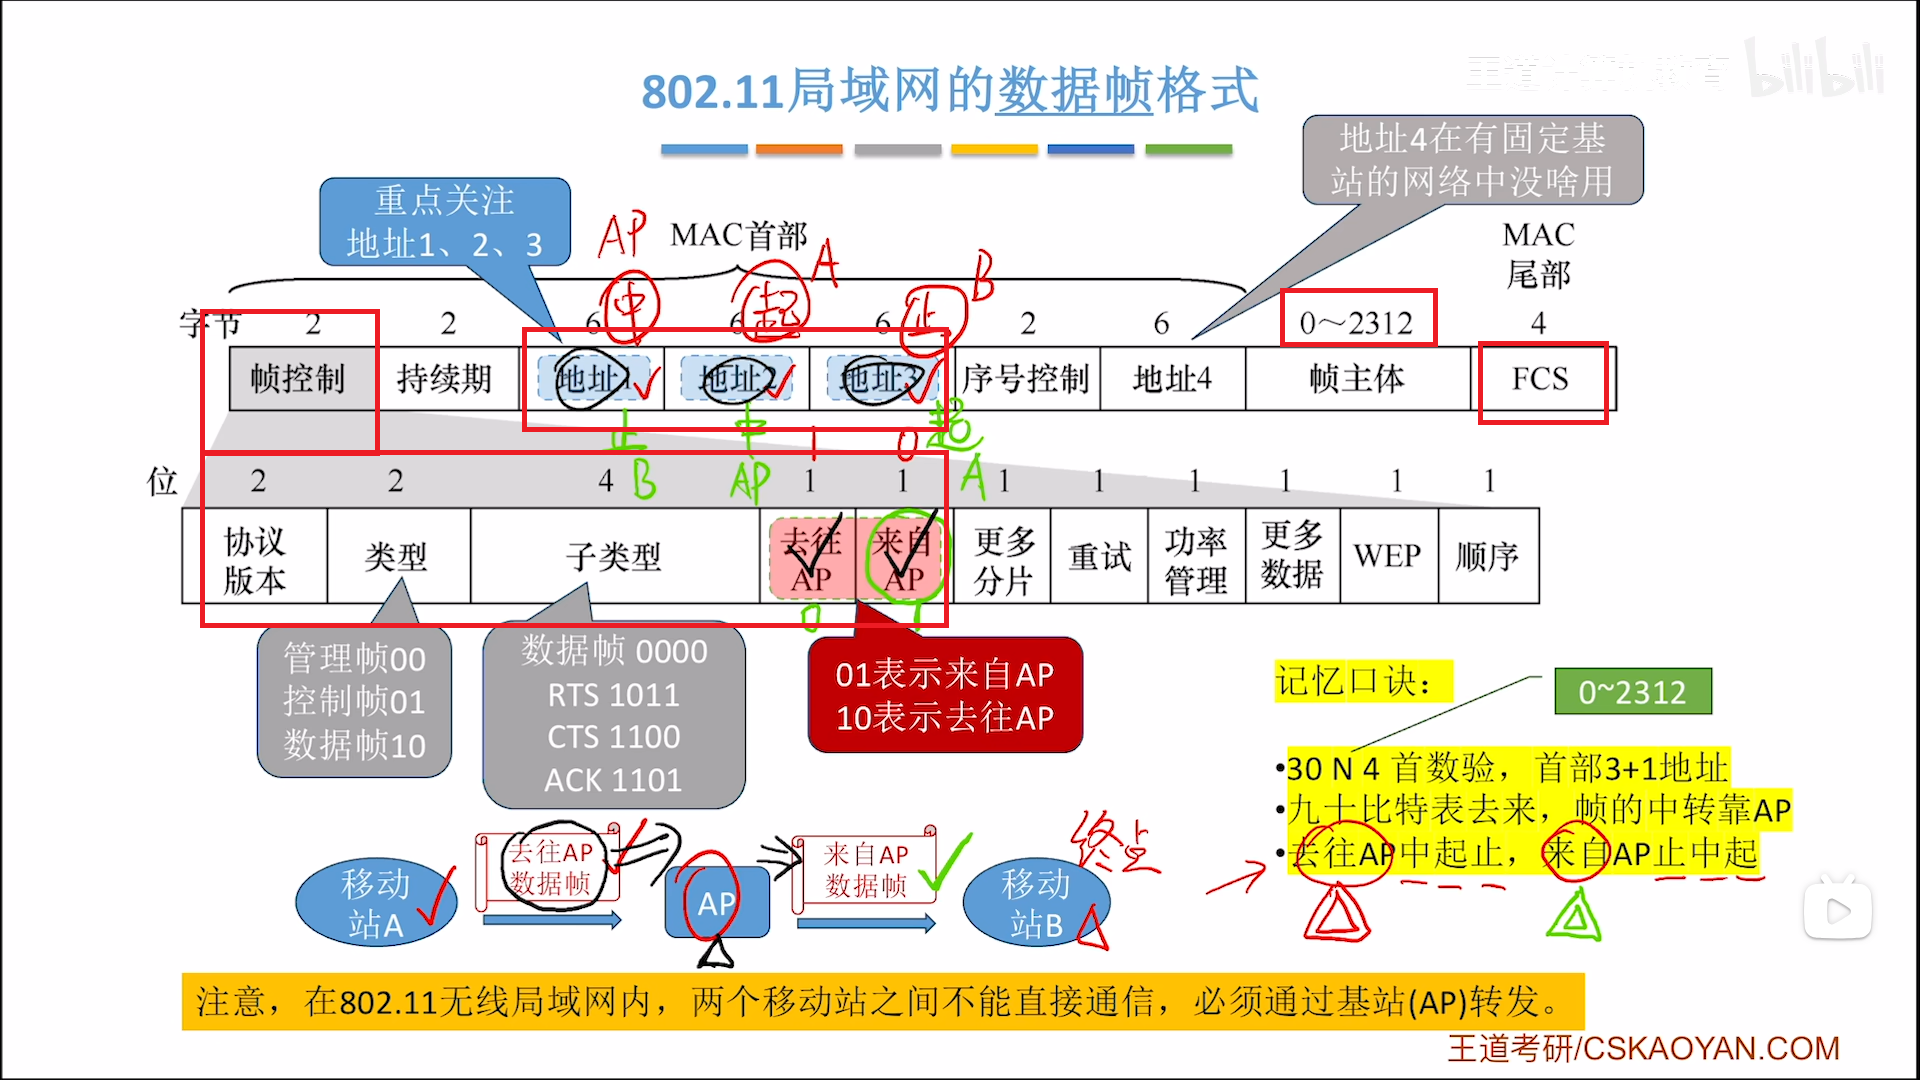 802.11局域网的数据帧格式
bilibili
地址4在有固定基
站的网络中没啥用
重点关注
地址1、2、3
AP
MAC首部
A
B
MAC
尾部
中
起
止
字节
2
2
6
6
6
2
6
0～2312
4
帧控制
持续期
地址1
地址2
地址3
序号控制
地址4
帧主体
FCS
止
中
1
0
起
B
AP
A
位
2
2
4
1
1
1
1
1
1
1
1
协议
版本
类型
子类型
去往
AP
来自
AP
更多
分片
重试
功率
管理
更多
数据
WEP
顺序
0
1
管理帧00
控制帧01
数据帧10
数据帧 0000
RTS 1011
CTS 1100
ACK 1101
01表示来自AP
10表示去往AP
记忆口诀：
0~2312
•30 N 4 首数验，首部3+1地址
•九十比特表去来，帧的中转靠AP
•去往AP中起止，来自AP止中起
移动
站A
去往AP
数据帧
AP
来自AP
数据帧
移动
站B
终点
注意，在802.11无线局域网内，两个移动站之间不能直接通信，必须通过基站(AP)转发。
王道考研/CSKAOYAN.COM